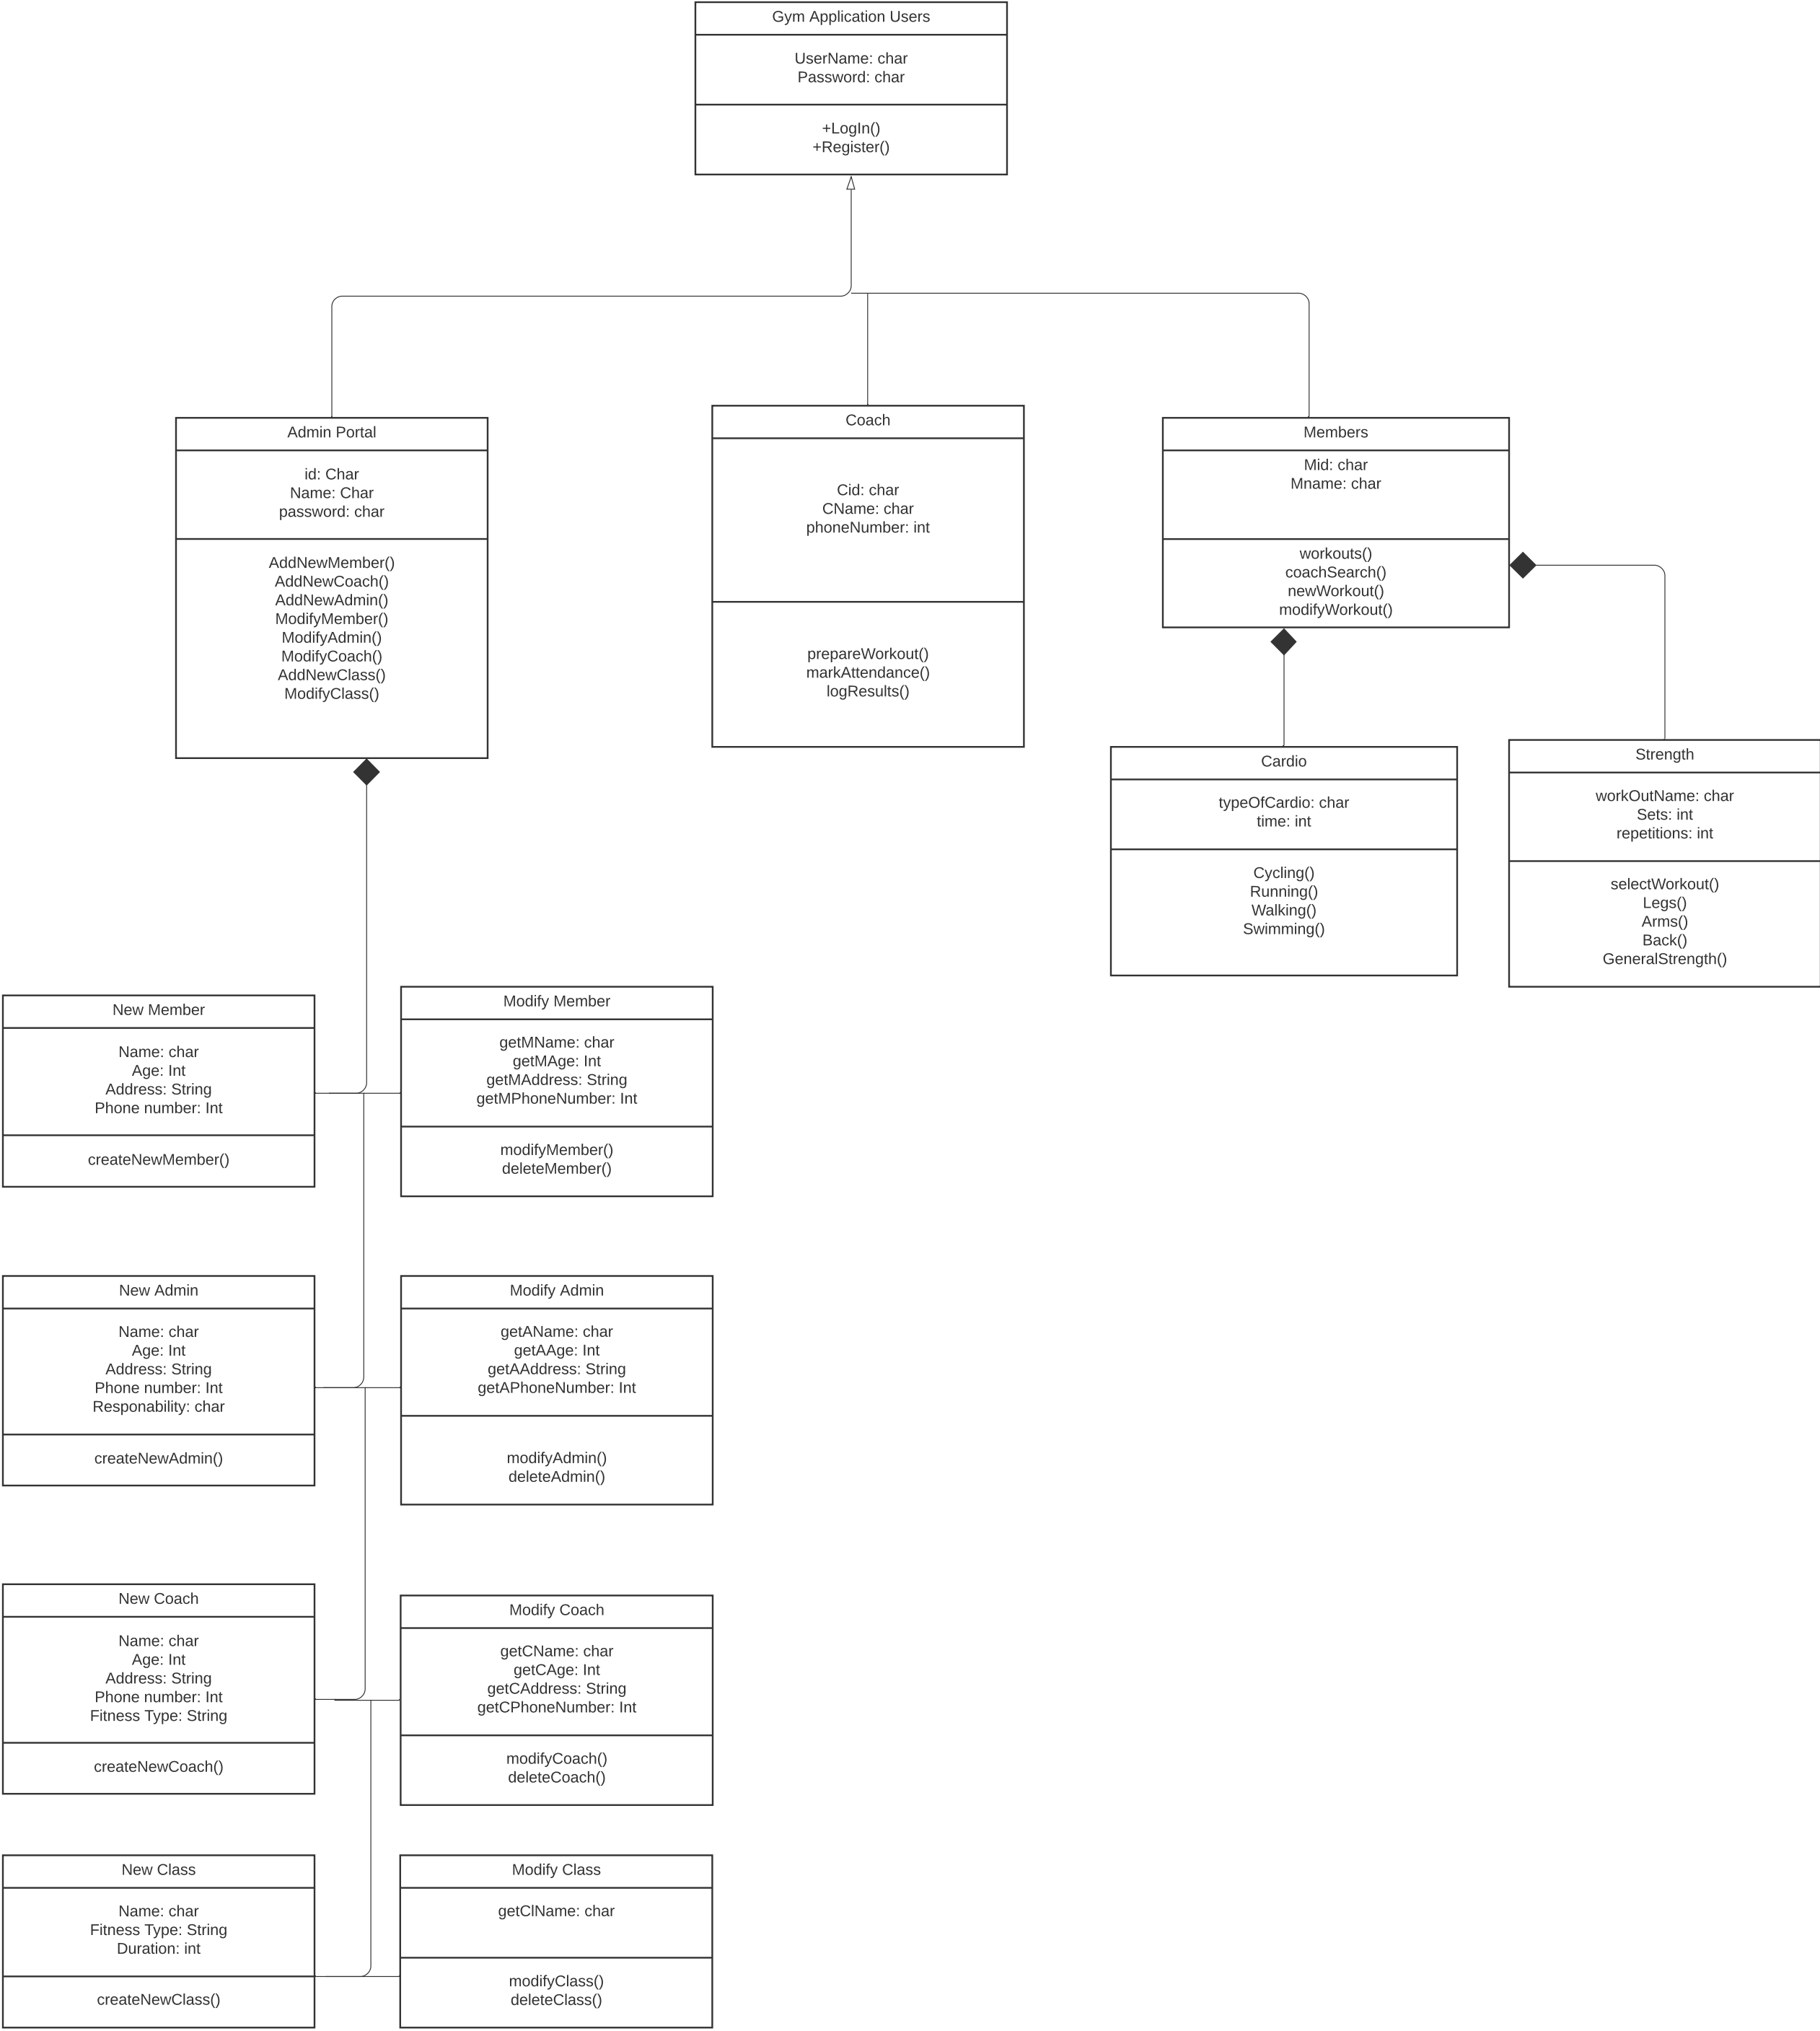 Gym Application Users
UserName: char
Password: char
+LogIn()
+Register()
Admin Portal
id: Char
Name: Char
password: char
AddNewMember()
AddNewCoach()
AddNewAdmin()
ModifyMember()
ModifyAdmin()
ModifyCoach()
AddNewClass()
ModifyClass()
Coach
Cid: char
CName: char
phoneNumber: int
prepareWorkout()
markAttendance()
logResults()
Members
Mid: char
Mname: char
workouts()
coachSearch()
newWorkout()
modifyWorkout()
Cardio
typeOfCardio: char
time: int
Cycling()
Running()
Walking()
Swimming()
Strength
workOutName: char
Sets: int
repetitions: int
selectWorkout()
Legs()
Arms()
Back()
GeneralStrength()
New Member
Name: char
Age: Int
Address: String
Phone number: Int
createNewMember()
Modify Member
getMName: char
getMAge: Int
getMAddress: String
getMPhoneNumber: Int
modifyMember()
deleteMember()
New Admin
Name: char
Age: Int
Address: String
Phone number: Int
Responability: char
createNewAdmin()
Modify Admin
getAName: char
getAAge: Int
getAAddress: String
getAPhoneNumber: Int
modifyAdmin()
deleteAdmin()
New Coach
Name: char
Age: Int
Address: String
Phone number: Int
Fitness Type: String
createNewCoach()
Modify Coach
getCName: char
getCAge: Int
getCAddress: String
getCPhoneNumber: Int
modifyCoach()
deleteCoach()
New Class
Name: char
Fitness Type: String
Duration: int
createNewClass()
Modify Class
getClName: char
modifyClass()
deleteClass()